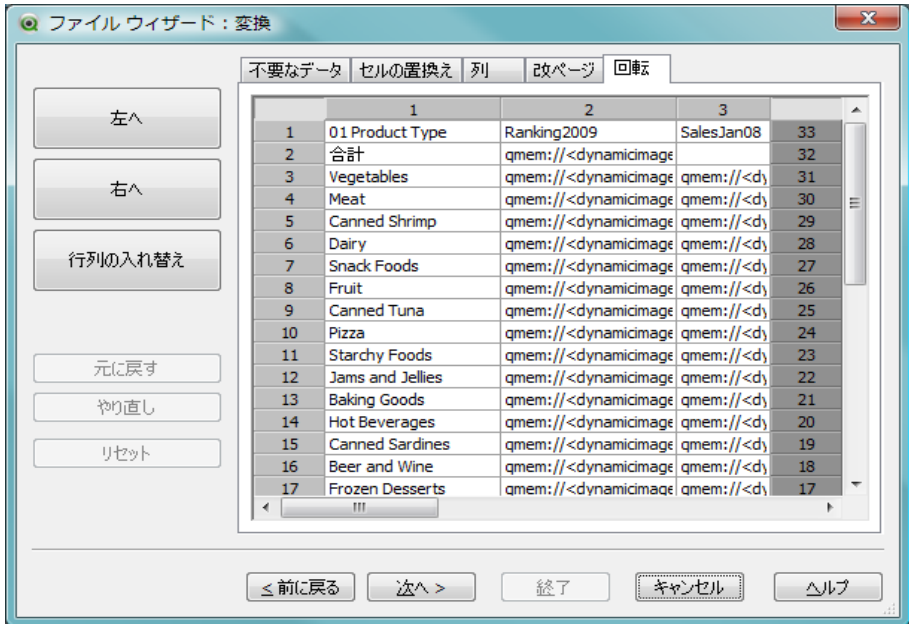 ファイル ウィザード：変換
不要なデータ セルの置換え 列 改ページ 回転
左へ
右へ
行列の入れ替え
元に戻す
やり直し
リセット
1 2 3
1 01 Product Type Ranking2009 SalesJan08 33
2 合計 qmem://<dynamicimage 32
3 Vegetables qmem://<dynamicimage qmem://<dy 31
4 Meat qmem://<dynamicimage qmem://<dy 30
5 Canned Shrimp qmem://<dynamicimage qmem://<dy 29
6 Dairy qmem://<dynamicimage qmem://<dy 28
7 Snack Foods qmem://<dynamicimage qmem://<dy 27
8 Fruit qmem://<dynamicimage qmem://<dy 26
9 Canned Tuna qmem://<dynamicimage qmem://<dy 25
10 Pizza qmem://<dynamicimage qmem://<dy 24
11 Starchy Foods qmem://<dynamicimage qmem://<dy 23
12 Jams and Jellies qmem://<dynamicimage qmem://<dy 22
13 Baking Goods qmem://<dynamicimage qmem://<dy 21
14 Hot Beverages qmem://<dynamicimage qmem://<dy 20
15 Canned Sardines qmem://<dynamicimage qmem://<dy 19
16 Beer and Wine qmem://<dynamicimage qmem://<dy 18
17 Frozen Desserts qmem://<dynamicimage qmem://<dy 17
< 前に戻る 次へ > 終了 キャンセル ヘルプ